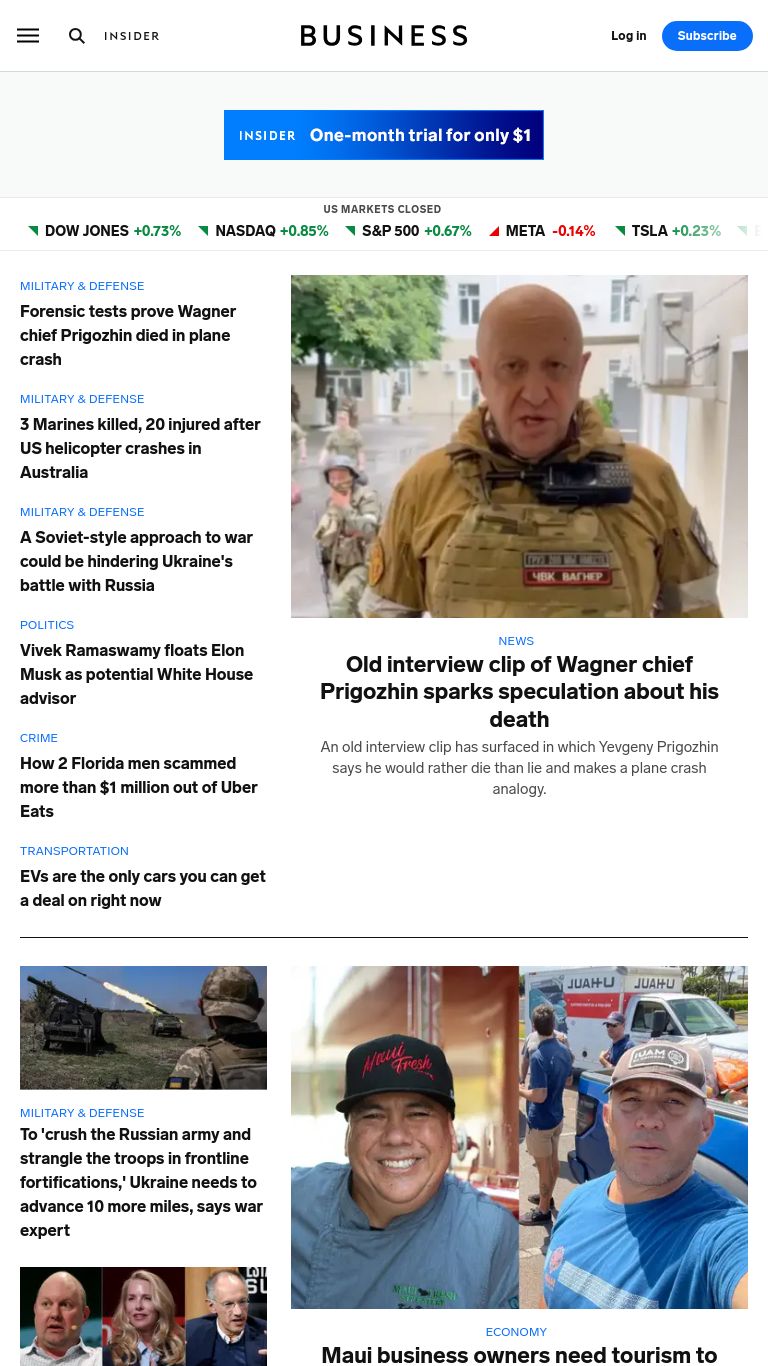 INSIDER
BUSINESS
Log in
Subscribe
INSIDER One-month trial for only $1
US MARKETS CLOSED
DOW JONES +0.73% NASDAQ +0.85% S&P 500 +0.67% META -0.14% TSLA +0.23%
MILITARY & DEFENSE
Forensic tests prove Wagner
chief Prigozhin died in plane
crash
MILITARY & DEFENSE
3 Marines killed, 20 injured after
US helicopter crashes in
Australia
MILITARY & DEFENSE
A Soviet-style approach to war
could be hindering Ukraine's
battle with Russia
POLITICS
Vivek Ramaswamy floats Elon
Musk as potential White House
advisor
CRIME
How 2 Florida men scammed
more than $1 million out of Uber
Eats
TRANSPORTATION
EVs are the only cars you can get
a deal on right now
ГРУЗ 200 МЫ ВМЕСТЕ
ЧВК ВАГНЕР
NEWS
Old interview clip of Wagner chief
Prigozhin sparks speculation about his
death
An old interview clip has surfaced in which Yevgeny Prigozhin
says he would rather die than lie and makes a plane crash
analogy.
MILITARY & DEFENSE
To 'crush the Russian army and
strangle the troops in frontline
fortifications,' Ukraine needs to
advance 10 more miles, says war
expert
Maui
Fresh
ECONOMY
Maui business owners need tourism to